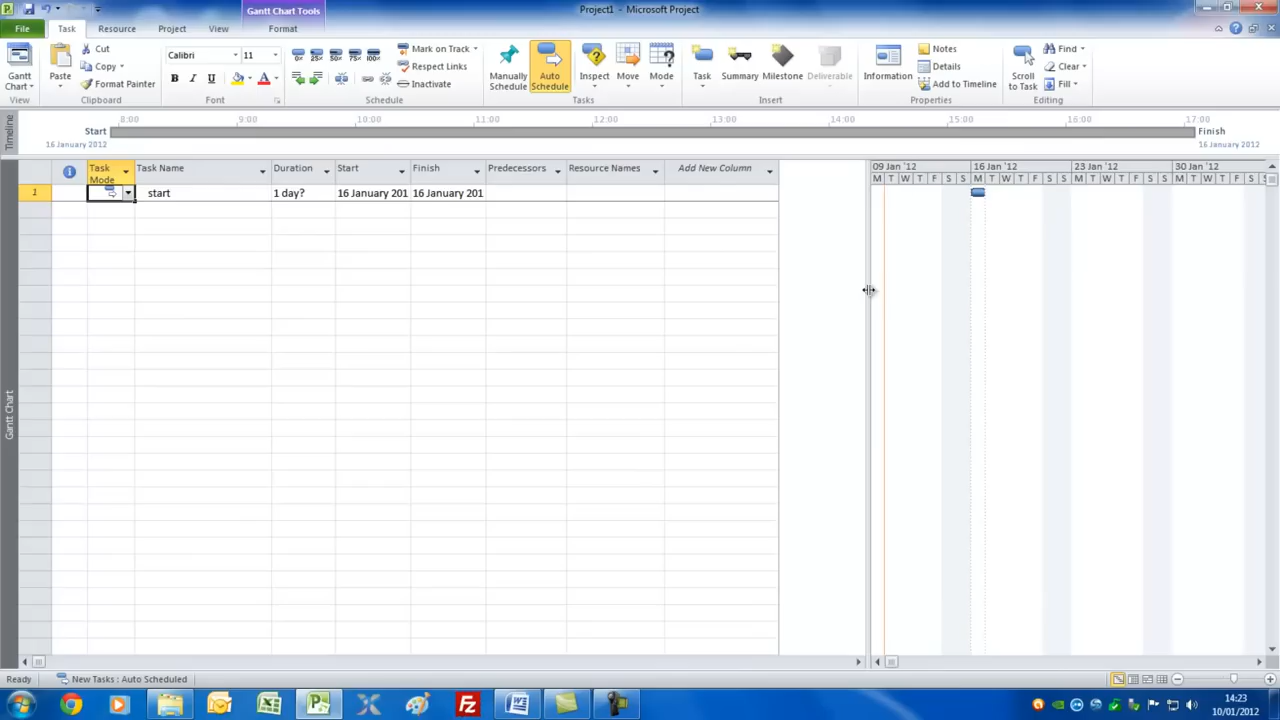 Gantt Chart Tools
Project1 - Microsoft Project
File Task Resource Project View Format
Gantt Chart
View
Paste
Cut
Copy
Format Painter
Clipboard
Calibri 11
B I U A
Font
0% 25% 50% 75% 100%
Mark on Track
Respect Links
Inactivate
Schedule
Manually Schedule
Auto Schedule
Inspect Move Mode
Tasks
Task Summary Milestone Deliverable
Insert
Information
Notes
Details
Add to Timeline
Properties
Scroll to Task
Find
Clear
Fill
Editing
Timeline
8:00 9:00 10:00 11:00 12:00 13:00 14:00 15:00 16:00 17:00
Start
16 January 2012
Finish
16 January 2012
Task Mode Task Name Duration Start Finish Predecessors Resource Names Add New Column
1 start 1 day? 16 January 201 16 January 201
09 Jan '12 16 Jan '12 23 Jan '12 30 Jan '12
M T W T F S S M T W T F S S M T W T F S S M T W T F S S
Gantt Chart
Ready New Tasks : Auto Scheduled
14:23
10/01/2012